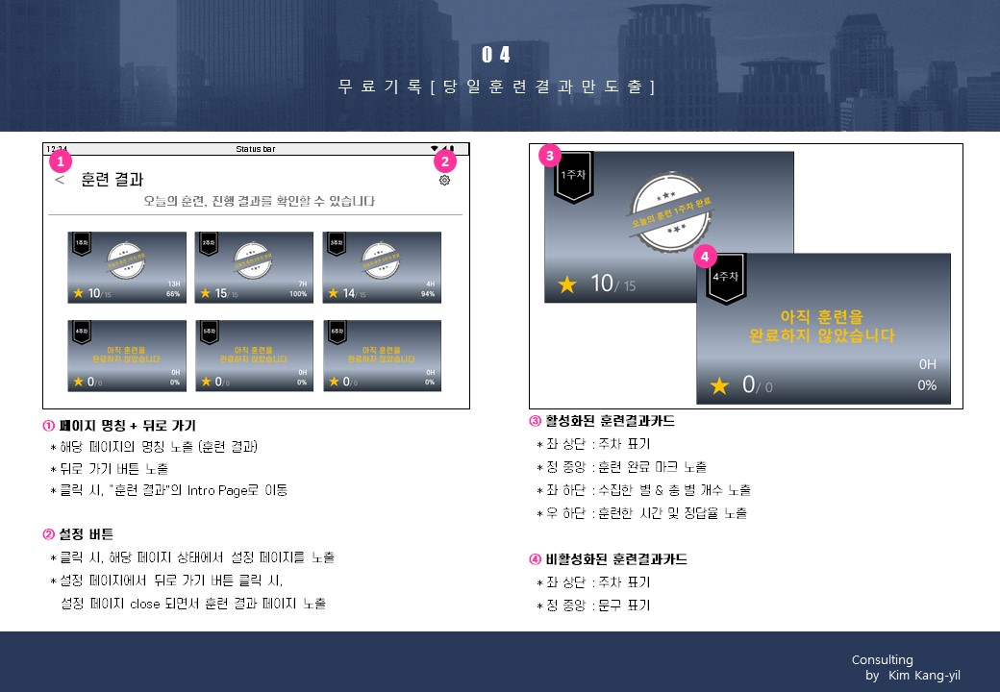 04
무료기록[당일훈련결과만도출]
12:34 Status bar
1
2
< 훈련 결과
오늘의 훈련, 진행 결과를 확인할 수 있습니다
1주차
2주차
3주차
★ 10/ 15 13H 66%
★ 15/ 15 7H 100%
★ 14/ 15 4H 94%
4주차
5주차
6주차
아직 훈련을
완료하지 않았습니다
아직 훈련을
완료하지 않았습니다
아직 훈련을
완료하지 않았습니다
★ 0/ 0 0H 0%
★ 0/ 0 0H 0%
★ 0/ 0 0H 0%
① 페이지 명칭 + 뒤로 가기
* 해당 페이지의 명칭 노출 (훈련 결과)
* 뒤로 가기 버튼 노출
* 클릭 시, "훈련 결과"의 Intro Page로 이동
② 설정 버튼
* 클릭 시, 해당 페이지 상태에서 설정 페이지를 노출
* 설정 페이지에서 뒤로 가기 버튼 클릭 시,
설정 페이지 close 되면서 훈련 결과 페이지 노출
3
1주차
오늘의 훈련 1주차 완료
★ 10/ 15
4
4주차
아직 훈련을
완료하지 않았습니다
0H
★ 0/ 0 0%
③ 활성화된 훈련결과카드
* 좌 상단 : 주차 표기
* 정 중앙 : 훈련 완료 마크 노출
* 좌 하단 : 수집한 별 & 총 별 개수 노출
* 우 하단 : 훈련한 시간 및 정답율 노출
④ 비활성화된 훈련결과카드
* 좌 상단 : 주차 표기
* 정 중앙 : 문구 표기
Consulting
by Kim Kang-yil